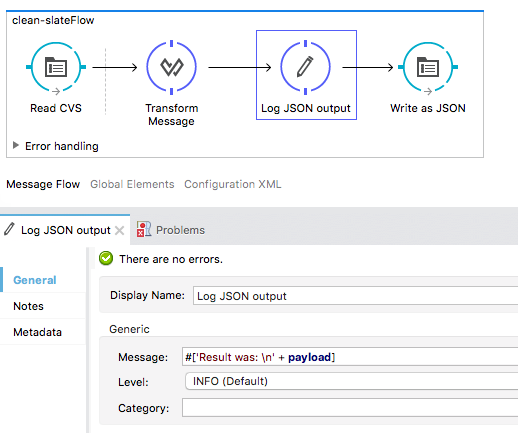 clean-slateFlow
Read CVS
Transform
Message
Log JSON output
Write as JSON
Error handling
Message Flow Global Elements Configuration XML
Log JSON output Problems
There are no errors.
General
Notes
Metadata
Display Name: Log JSON output
Generic
Message: #['Result was: \n' + payload]
Level: INFO (Default)
Category: